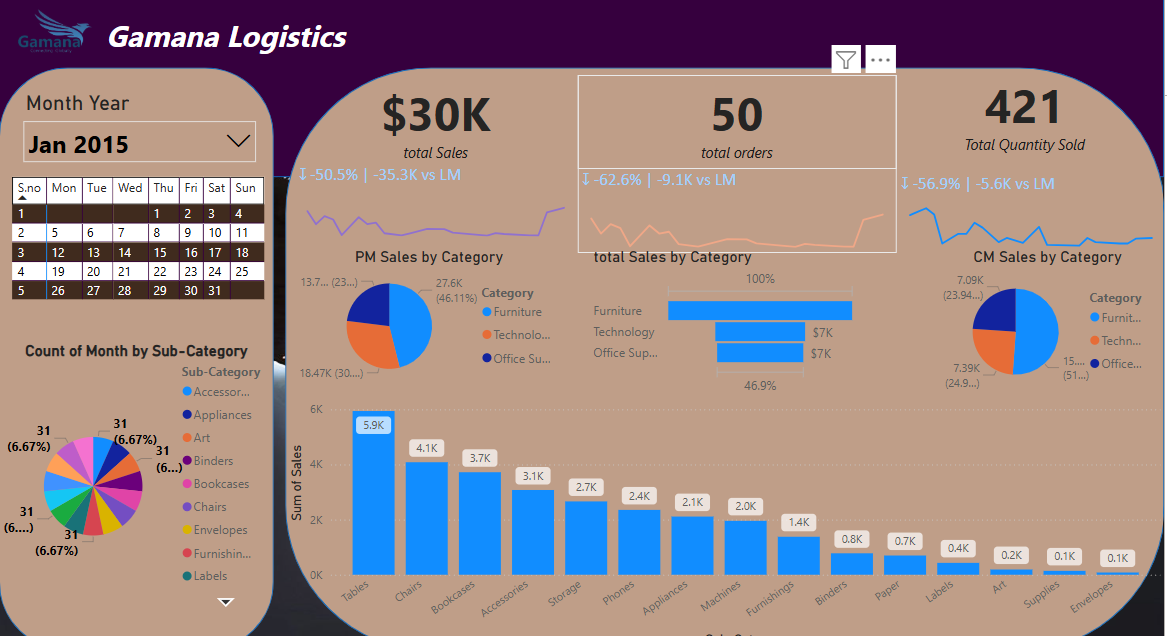 Gamana
Gamana Logistics
Month Year
Jan 2015
S.no Mon Tue Wed Thu Fri Sat Sun
1 1 2 3 4
2 5 6 7 8 9 10 11
3 12 13 14 15 16 17 18
4 19 20 21 22 23 24 25
5 26 27 28 29 30 31
Count of Month by Sub-Category
31
(6.67%)
31
(6.67%)
31
(6...)
31
(6....)
31
(6.67%)
Sub-Category
Accessor...
Appliances
Art
Binders
Bookcases
Chairs
Envelopes
Furnishin...
Labels
$30K
total Sales
-50.5% | -35.3K vs LM
50
total orders
-62.6% | -9.1K vs LM
421
Total Quantity Sold
-56.9% | -5.6K vs LM
PM Sales by Category
13.7... (23...)
27.6K
(46.11%)
18.47K (30....)
Category
Furniture
Technolo...
Office Su...
total Sales by Category
100%
Furniture
Technology $7K
Office Sup... $7K
46.9%
CM Sales by Category
7.09K
(23.94...)
7.39K
(24.9...)
15....
(51...)
Category
Furnit...
Techn...
Office...
Sum of Sales
6K
4K
2K
0K
5.9K 4.1K 3.7K 3.1K 2.7K 2.4K 2.1K 2.0K 1.4K 0.8K 0.7K 0.4K 0.2K 0.1K 0.1K
Tables Chairs Bookcases Accessories Storage Phones Appliances Machines Furnishings Binders Paper Labels Art Supplies Envelopes